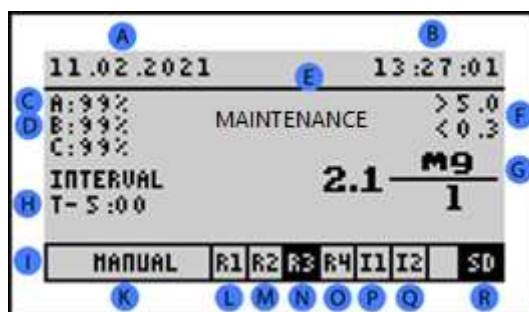 A B
11.02.2021 13:27:01
E
C A:99% > 5.0 F
D B:99% MAINTENANCE < 0.3
C:99%
INTERVAL 2.1 mg/l G
H T- 5:00
I MANUAL R1 R2 R3 R4 I1 I2 SD
K L M N O P Q R